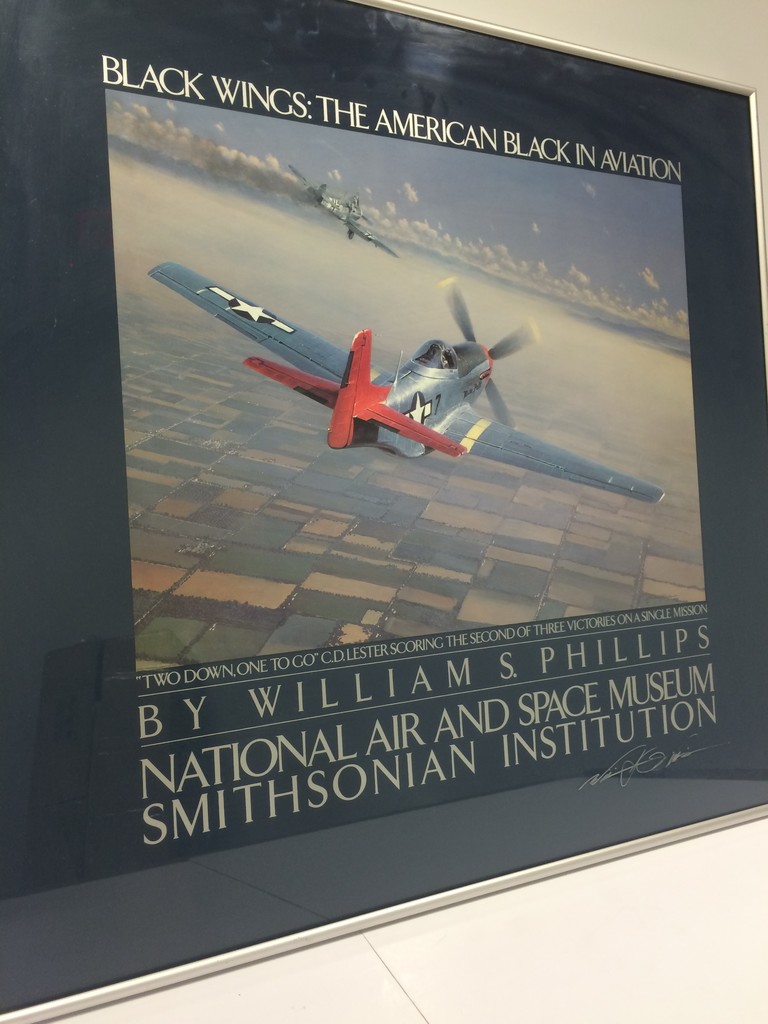 BLACK WINGS: THE AMERICAN BLACK IN AVIATION
7
"TWO DOWN, ONE TO GO" C.D. LESTER SCORING THE SECOND OF THREE VICTORIES ON A SINGLE MISSION
BY WILLIAM S. PHILLIPS
NATIONAL AIR AND SPACE MUSEUM
SMITHSONIAN INSTITUTION